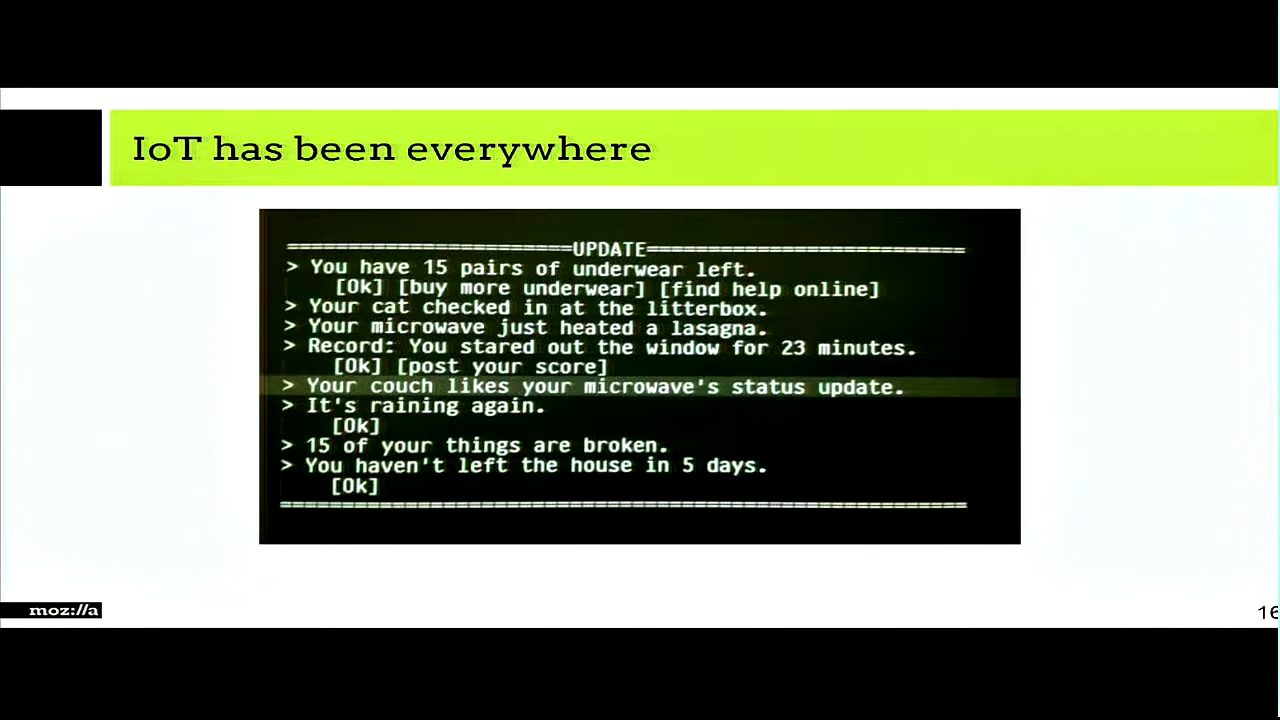 IoT has been everywhere
==============================UPDATE==================================
> You have 15 pairs of underwear left.
[Ok] [buy more underwear] [find help online]
> Your cat checked in at the litterbox.
> Your microwave just heated a lasagna.
> Record: You stared out the window for 23 minutes.
[Ok] [post your score]
> Your couch likes your microwave's status update.
> It's raining again.
[Ok]
> 15 of your things are broken.
> You haven't left the house in 5 days.
[Ok]
moz://a
16